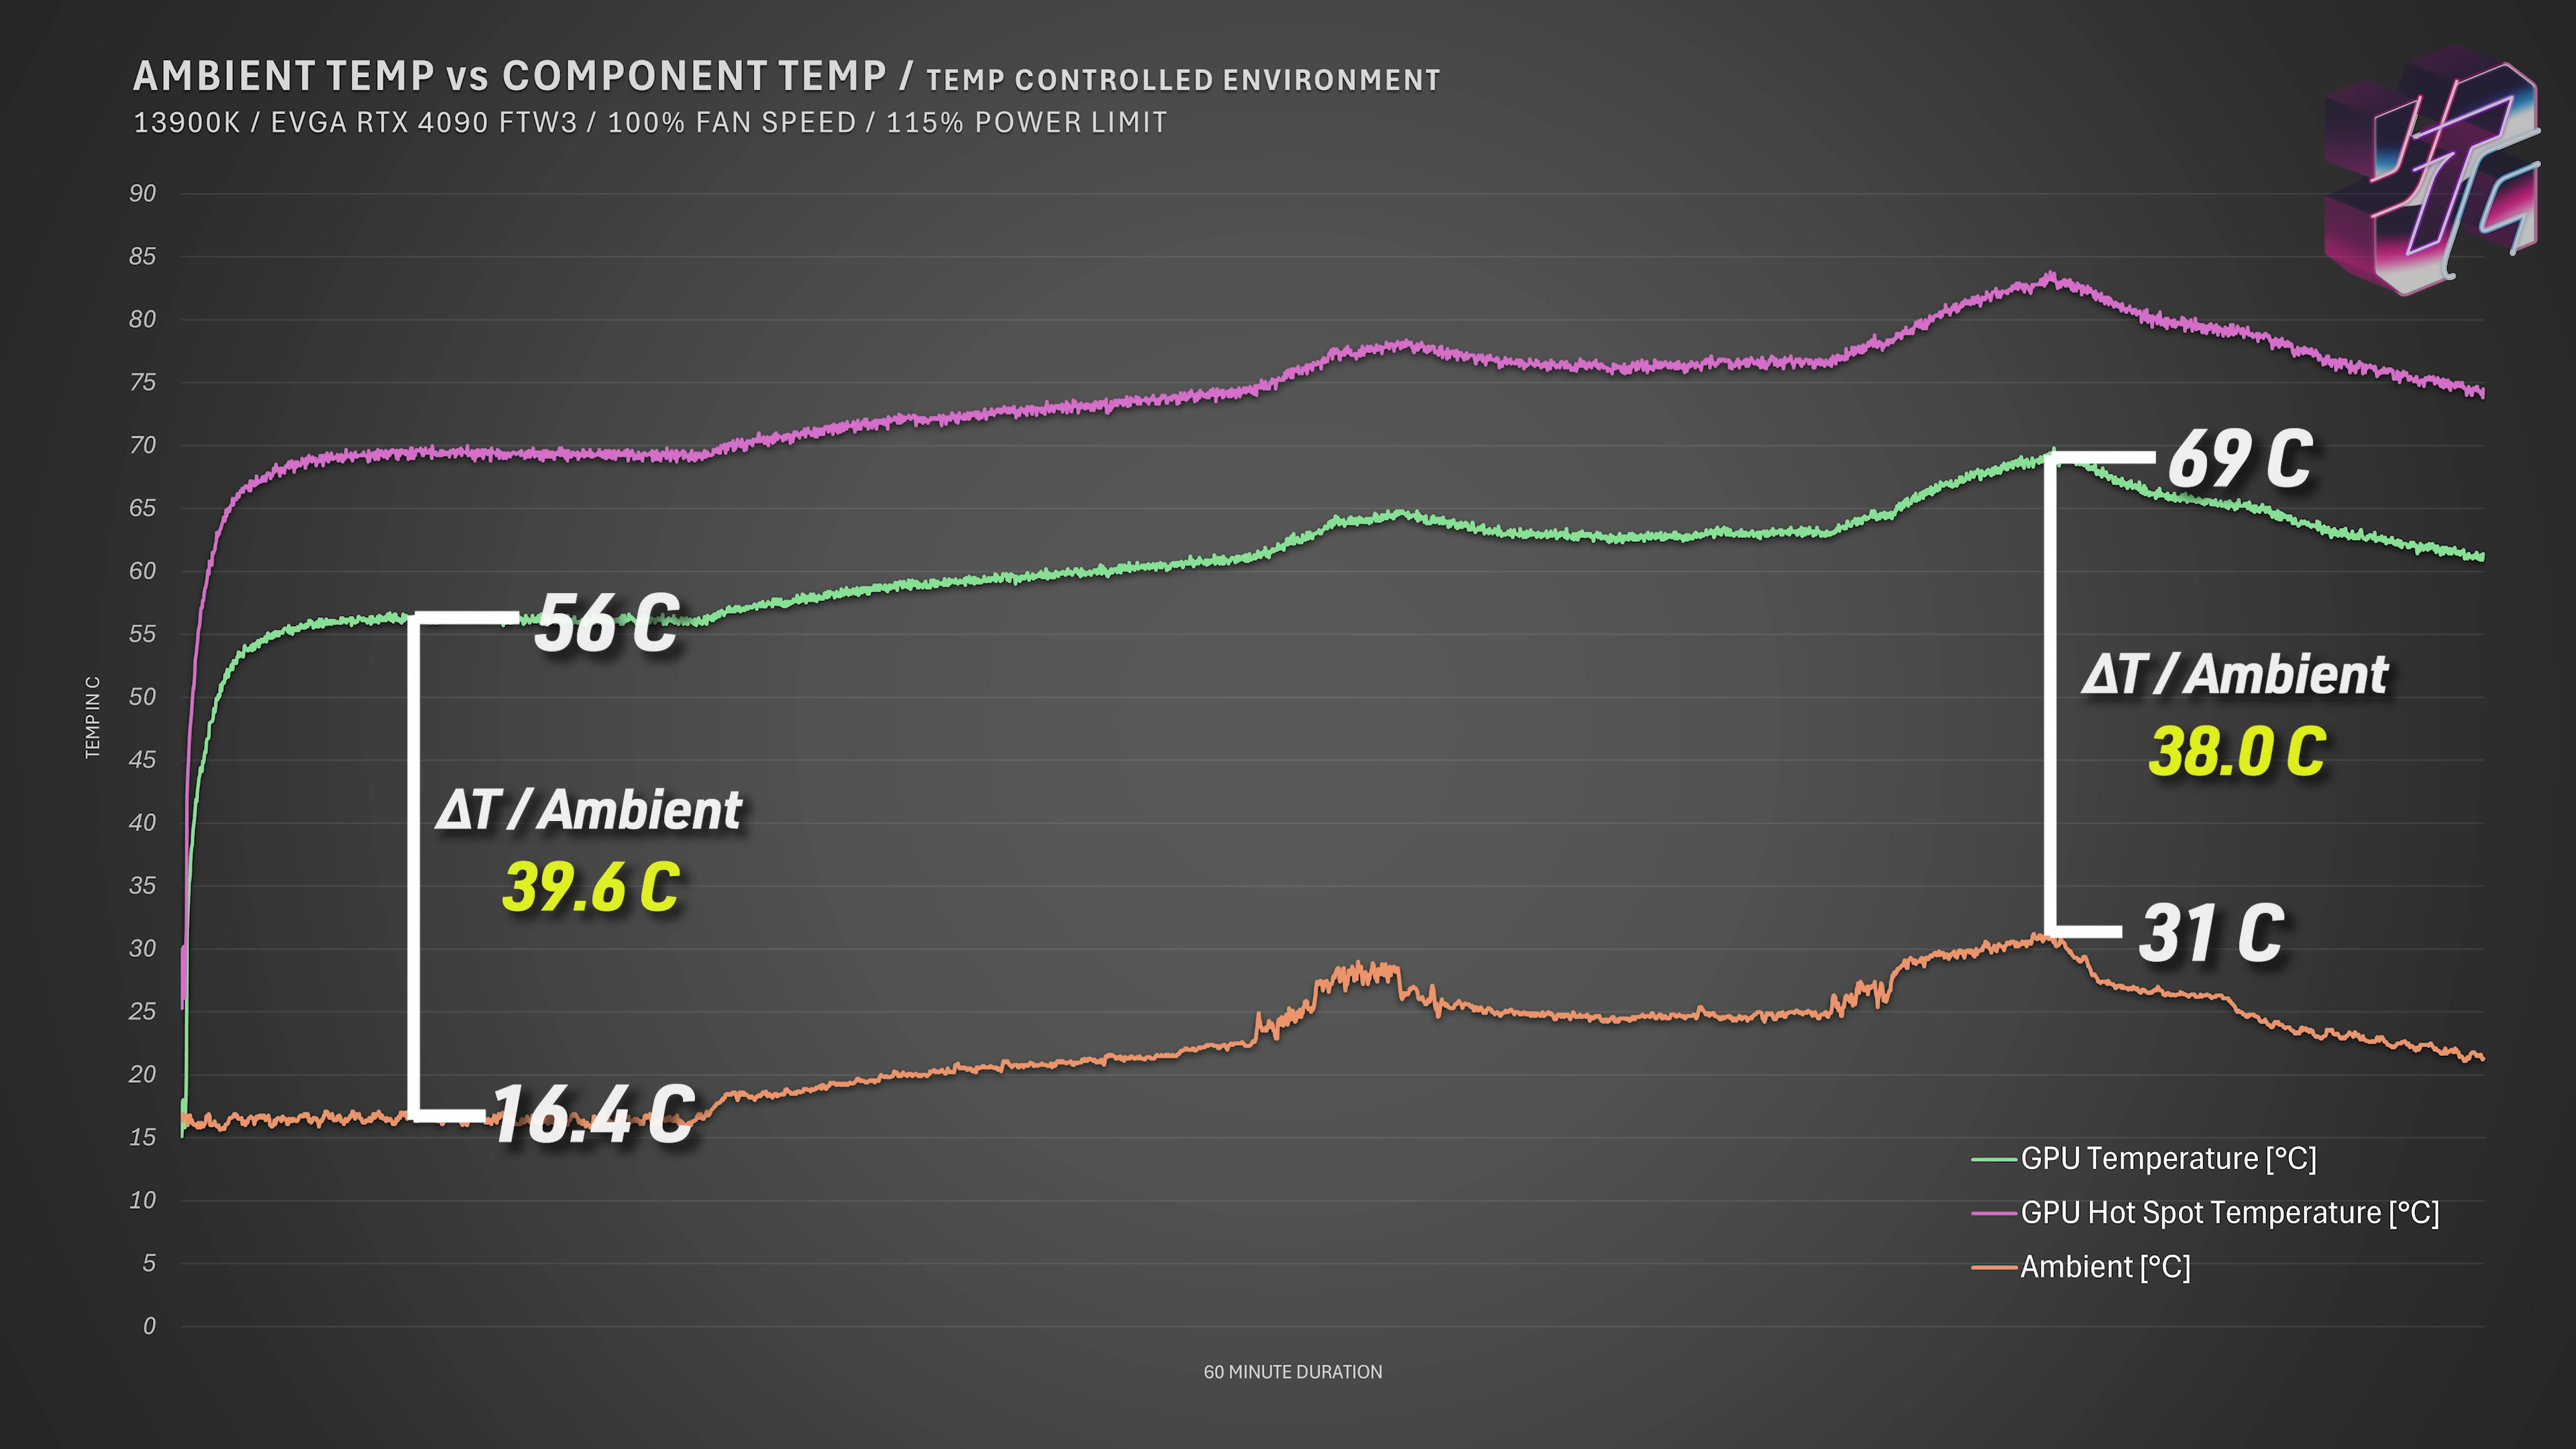 AMBIENT TEMP vs COMPONENT TEMP / TEMP CONTROLLED ENVIRONMENT
13900K / EVGA RTX 4090 FTW3 / 100% FAN SPEED / 115% POWER LIMIT
90
85
80
75
70
65
60
55
50
45
40
35
30
25
20
15
10
5
0
TEMP IN C
56 C
ΔT / Ambient
39.6 C
16.4 C
69 C
ΔT / Ambient
38.0 C
31 C
GPU Temperature [°C]
GPU Hot Spot Temperature [°C]
Ambient [°C]
60 MINUTE DURATION